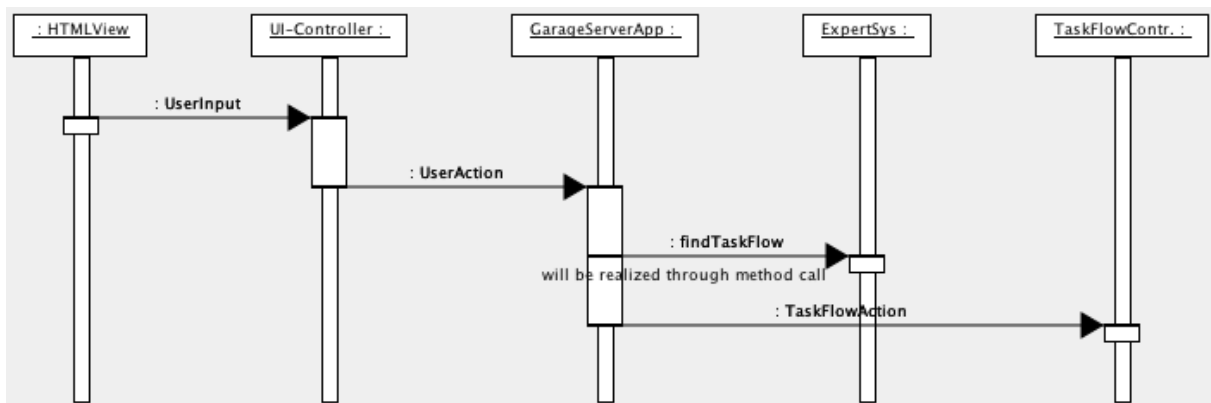 : HTMLView
UI-Controller :
GarageServerApp :
ExpertSys :
TaskFlowContr. :
: UserInput
: UserAction
: findTaskFlow
will be realized through method call
: TaskFlowAction